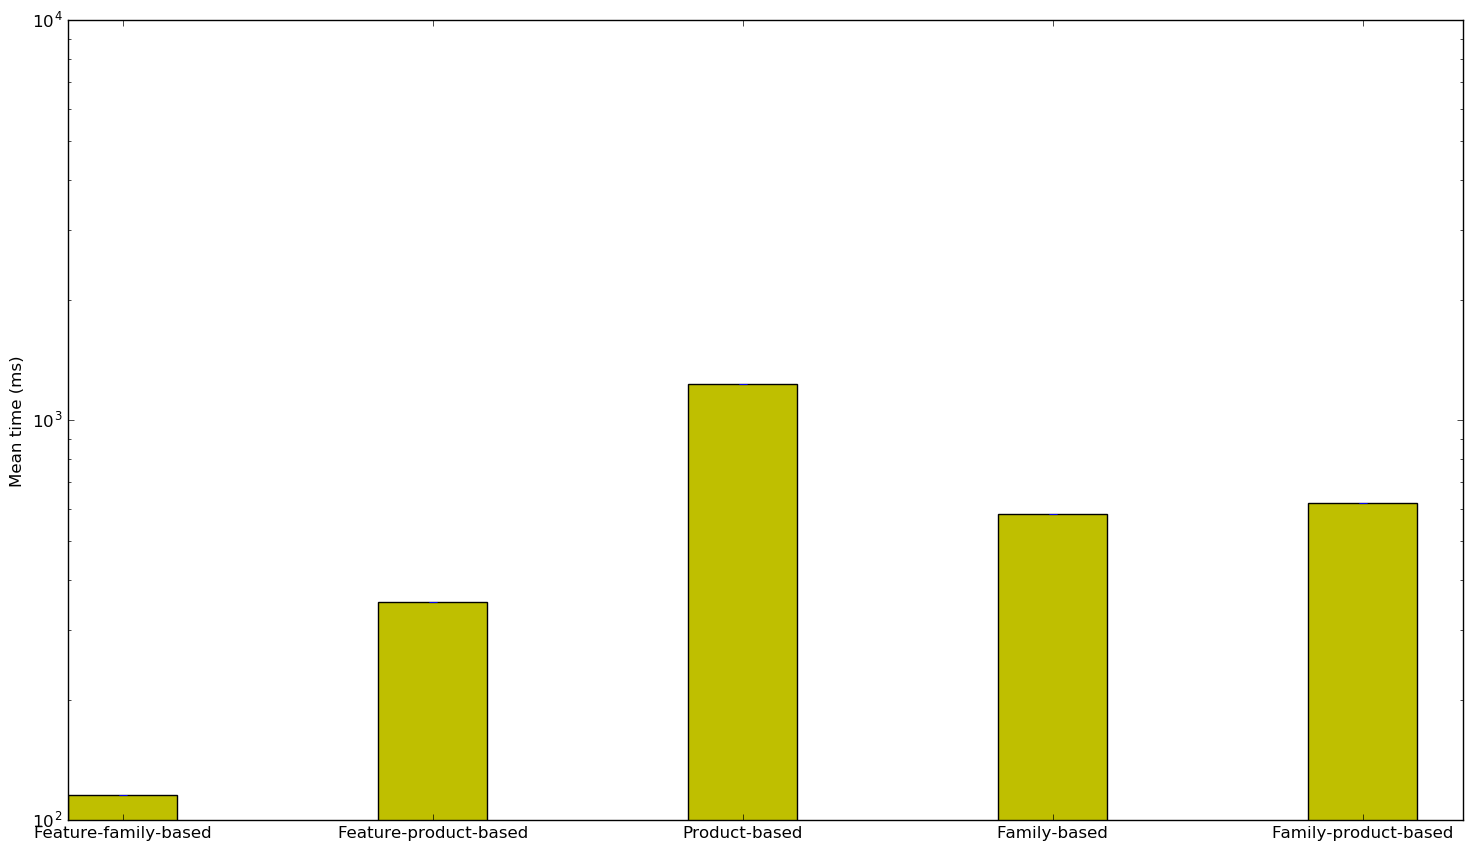 10^4
10^3
10^2
Mean time (ms)
Feature-family-based Feature-product-based Product-based Family-based Family-product-based